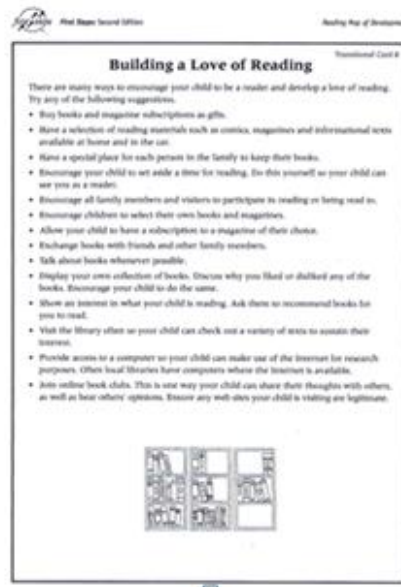 First Steps: Second Edition
Reading Map of Developme
Transitional Card 8
Building a Love of Reading
There are many ways to encourage your child to be a reader and develop a love of reading.
Try any of the following suggestions.
• Buy books and magazine subscriptions as gifts.
• Have a selection of reading materials such as comics, magazines and informational texts
available at home and in the car.
• Have a special place for each person in the family to keep their books.
• Encourage your child to set aside a time for reading. Do this yourself so your child can
see you as a reader.
• Encourage all family members and visitors to participate in reading or being read to.
• Encourage children to select their own books and magazines.
• Allow your child to have a subscription to a magazine of their choice.
• Exchange books with friends and other family members.
• Talk about books whenever possible.
• Display your own collection of books. Discuss why you liked or disliked any of the
books. Encourage your child to do the same.
• Show an interest in what your child is reading. Ask them to recommend books for
you to read.
• Visit the library often so your child can check out a variety of texts to sustain their
interest.
• Provide access to a computer so your child can make use of the Internet for research
purposes. Often local libraries have computers where the Internet is available.
• Join online book clubs. This is one way your child can share their thoughts with others,
as well as hear others' opinions. Ensure any web sites your child is visiting are legitimate.